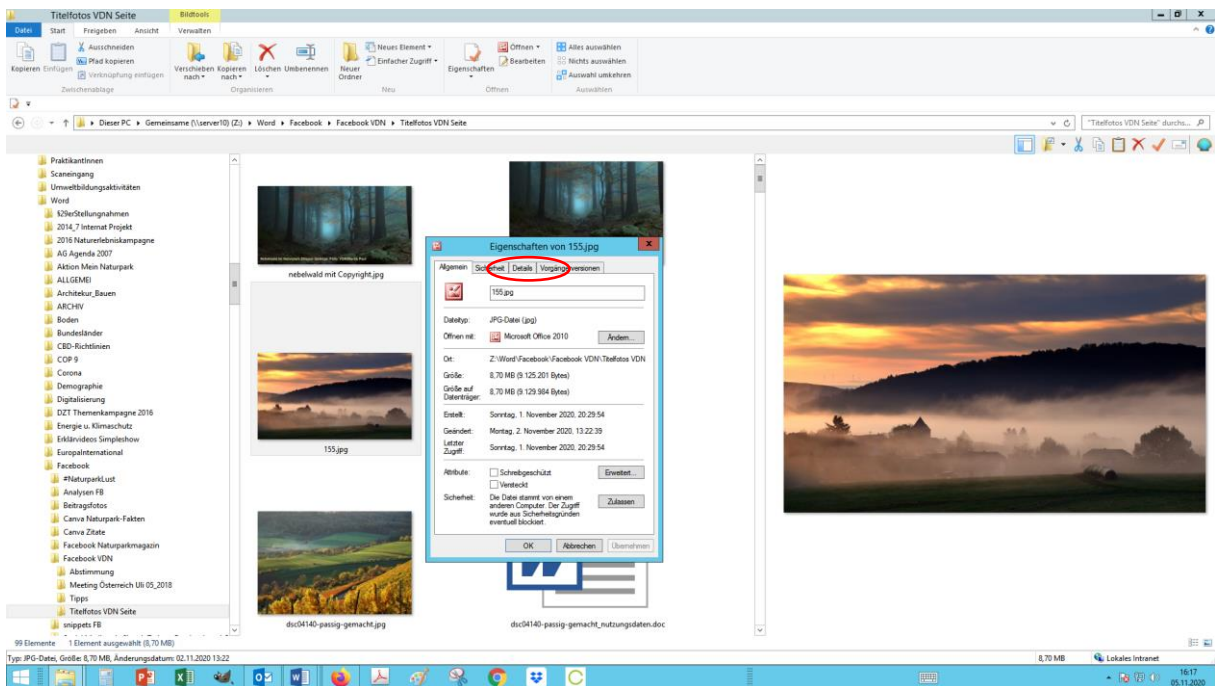 Titelfotos VDN Seite
Bildtools
Datei Start Freigeben Ansicht Verwalten
Kopieren Einfügen
Ausschneiden
Pfad kopieren
Verknüpfung einfügen
Zwischenablage
Verschieben nach
Kopieren nach
Löschen
Umbenennen
Organisieren
Neuer Ordner
Neues Element
Einfacher Zugriff
Neu
Eigenschaften
Öffnen
Bearbeiten
Öffnen
Alles auswählen
Nichts auswählen
Auswahl umkehren
Auswählen
Dieser PC Gemeinsame (\\server10) (Z:) Word Facebook Facebook VDN Titelfotos VDN Seite
"Titelfotos VDN Seite" durchs...
PraktikantInnen
Scaneingang
Umweltbildungsaktivitäten
Word
§29erStellungnahmen
2014_7 Internat Projekt
2016 Naturerlebniskampagne
AG Agenda 2007
Aktion Mein Naturpark
ALLGEMEI
Architekur_Bauen
ARCHIV
Boden
Bundesländer
CBD-Richtlinien
COP 9
Corona
Demographie
Digitalisierung
DZT Themenkampagne 2016
Energie u. Klimaschutz
Erklärvideos Simpleshow
EuropaInternational
Facebook
#NaturparkLust
Analysen FB
Beitragsfotos
Canva Naturpark-Fakten
Canva Zitate
Facebook Naturparkmagazin
Facebook VDN
Abstimmung
Meeting Österreich Uli 05_2018
Tipps
Titelfotos VDN Seite
snippets FB
nebelwald mit Copyright.jpg
155.jpg
dsc04140-passig-gemacht.jpg
W
dsc04140-passig-gemacht_nutzungsdaten.doc
Eigenschaften von 155.jpg
Allgemein Sicherheit Details Vorgängerversionen
155.jpg
Dateityp: JPG-Datei (.jpg)
Öffnen mit: Microsoft Office 2010 Ändern...
Ort: Z:\Word\Facebook\Facebook VDN\Titelfotos VDN
Größe: 8,70 MB (9.125.201 Bytes)
Größe auf Datenträger: 8,70 MB (9.129.984 Bytes)
Erstellt: Sonntag, 1. November 2020, 20:29:54
Geändert: Montag, 2. November 2020, 13:22:39
Letzter Zugriff: Sonntag, 1. November 2020, 20:29:54
Attribute: Schreibgeschützt Erweitert...
Versteckt
Sicherheit: Die Datei stammt von einem
anderen Computer. Der Zugriff
wurde aus Sicherheitsgründen
eventuell blockiert.
Zulassen
OK Abbrechen Übernehmen
99 Elemente 1 Element ausgewählt (8,70 MB)
Typ: JPG-Datei, Größe: 8,70 MB, Änderungsdatum: 02.11.2020 13:22
8,70 MB Lokales Intranet
16:17
05.11.2020